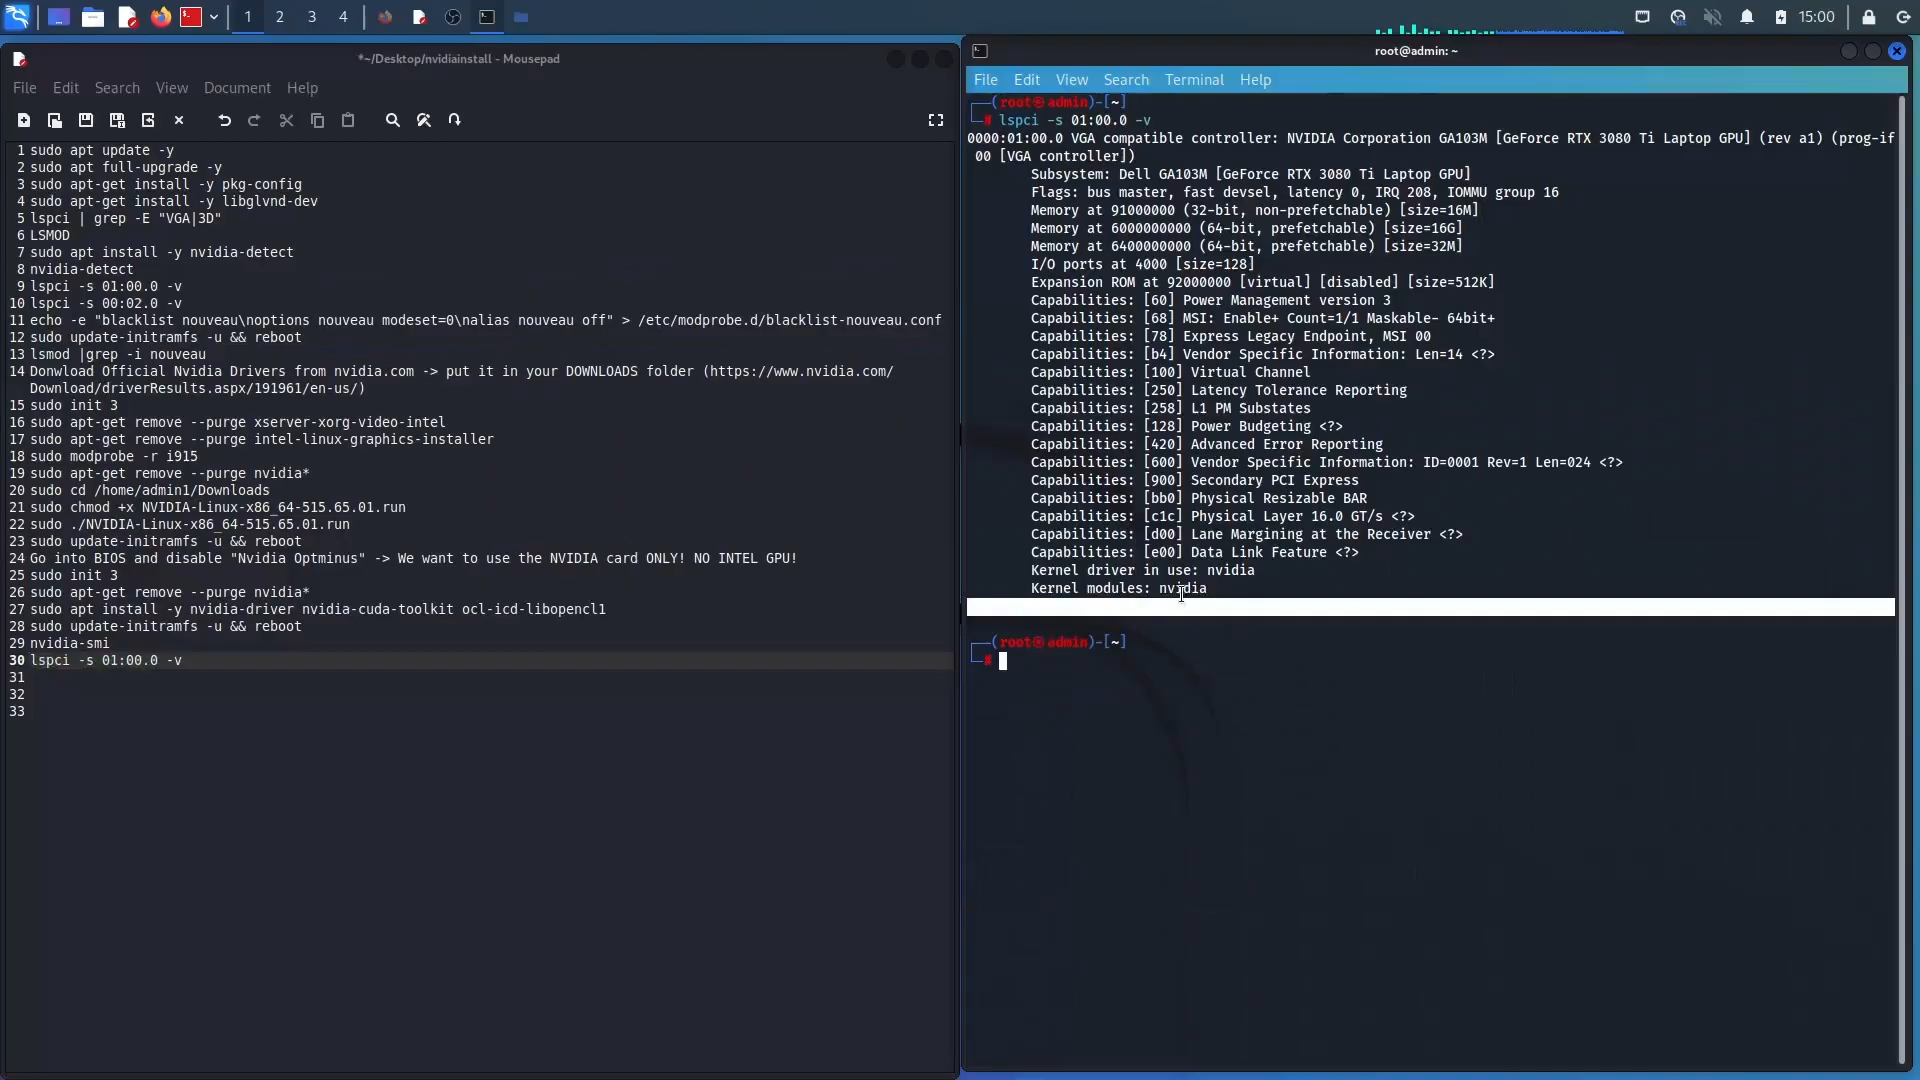 1 2 3 4
15:00
*~/Desktop/nvidiainstall - Mousepad
File Edit Search View Document Help
1 sudo apt update -y
2 sudo apt full-upgrade -y
3 sudo apt-get install -y pkg-config
4 sudo apt-get install -y libglvnd-dev
5 lspci | grep -E "VGA|3D"
6 LSMOD
7 sudo apt install -y nvidia-detect
8 nvidia-detect
9 lspci -s 01:00.0 -v
10 lspci -s 00:02.0 -v
11 echo -e "blacklist nouveau\noptions nouveau modeset=0\nalias nouveau off" > /etc/modprobe.d/blacklist-nouveau.conf
12 sudo update-initramfs -u && reboot
13 lsmod |grep -i nouveau
14 Donwload Official Nvidia Drivers from nvidia.com -> put it in your DOWNLOADS folder (https://www.nvidia.com/
Download/driverResults.aspx/191961/en-us/)
15 sudo init 3
16 sudo apt-get remove --purge xserver-xorg-video-intel
17 sudo apt-get remove --purge intel-linux-graphics-installer
18 sudo modprobe -r i915
19 sudo apt-get remove --purge nvidia*
20 sudo cd /home/admin1/Downloads
21 sudo chmod +x NVIDIA-Linux-x86_64-515.65.01.run
22 sudo ./NVIDIA-Linux-x86_64-515.65.01.run
23 sudo update-initramfs -u && reboot
24 Go into BIOS and disable "Nvidia Optminus" -> We want to use the NVIDIA card ONLY! NO INTEL GPU!
25 sudo init 3
26 sudo apt-get remove --purge nvidia*
27 sudo apt install -y nvidia-driver nvidia-cuda-toolkit ocl-icd-libopencl1
28 sudo update-initramfs -u && reboot
29 nvidia-smi
30 lspci -s 01:00.0 -v
31
32
33
root@admin: ~
File Edit View Search Terminal Help
┌──(root㉿admin)-[~]
└─# lspci -s 01:00.0 -v
0000:01:00.0 VGA compatible controller: NVIDIA Corporation GA103M [GeForce RTX 3080 Ti Laptop GPU] (rev a1) (prog-if
00 [VGA controller])
Subsystem: Dell GA103M [GeForce RTX 3080 Ti Laptop GPU]
Flags: bus master, fast devsel, latency 0, IRQ 208, IOMMU group 16
Memory at 91000000 (32-bit, non-prefetchable) [size=16M]
Memory at 6000000000 (64-bit, prefetchable) [size=16G]
Memory at 6400000000 (64-bit, prefetchable) [size=32M]
I/O ports at 4000 [size=128]
Expansion ROM at 92000000 [virtual] [disabled] [size=512K]
Capabilities: [60] Power Management version 3
Capabilities: [68] MSI: Enable+ Count=1/1 Maskable- 64bit+
Capabilities: [78] Express Legacy Endpoint, MSI 00
Capabilities: [b4] Vendor Specific Information: Len=14 <?>
Capabilities: [100] Virtual Channel
Capabilities: [250] Latency Tolerance Reporting
Capabilities: [258] L1 PM Substates
Capabilities: [128] Power Budgeting <?>
Capabilities: [420] Advanced Error Reporting
Capabilities: [600] Vendor Specific Information: ID=0001 Rev=1 Len=024 <?>
Capabilities: [900] Secondary PCI Express
Capabilities: [bb0] Physical Resizable BAR
Capabilities: [c1c] Physical Layer 16.0 GT/s <?>
Capabilities: [d00] Lane Margining at the Receiver <?>
Capabilities: [e00] Data Link Feature <?>
Kernel driver in use: nvidia
Kernel modules: nvidia
┌──(root㉿admin)-[~]
└─#